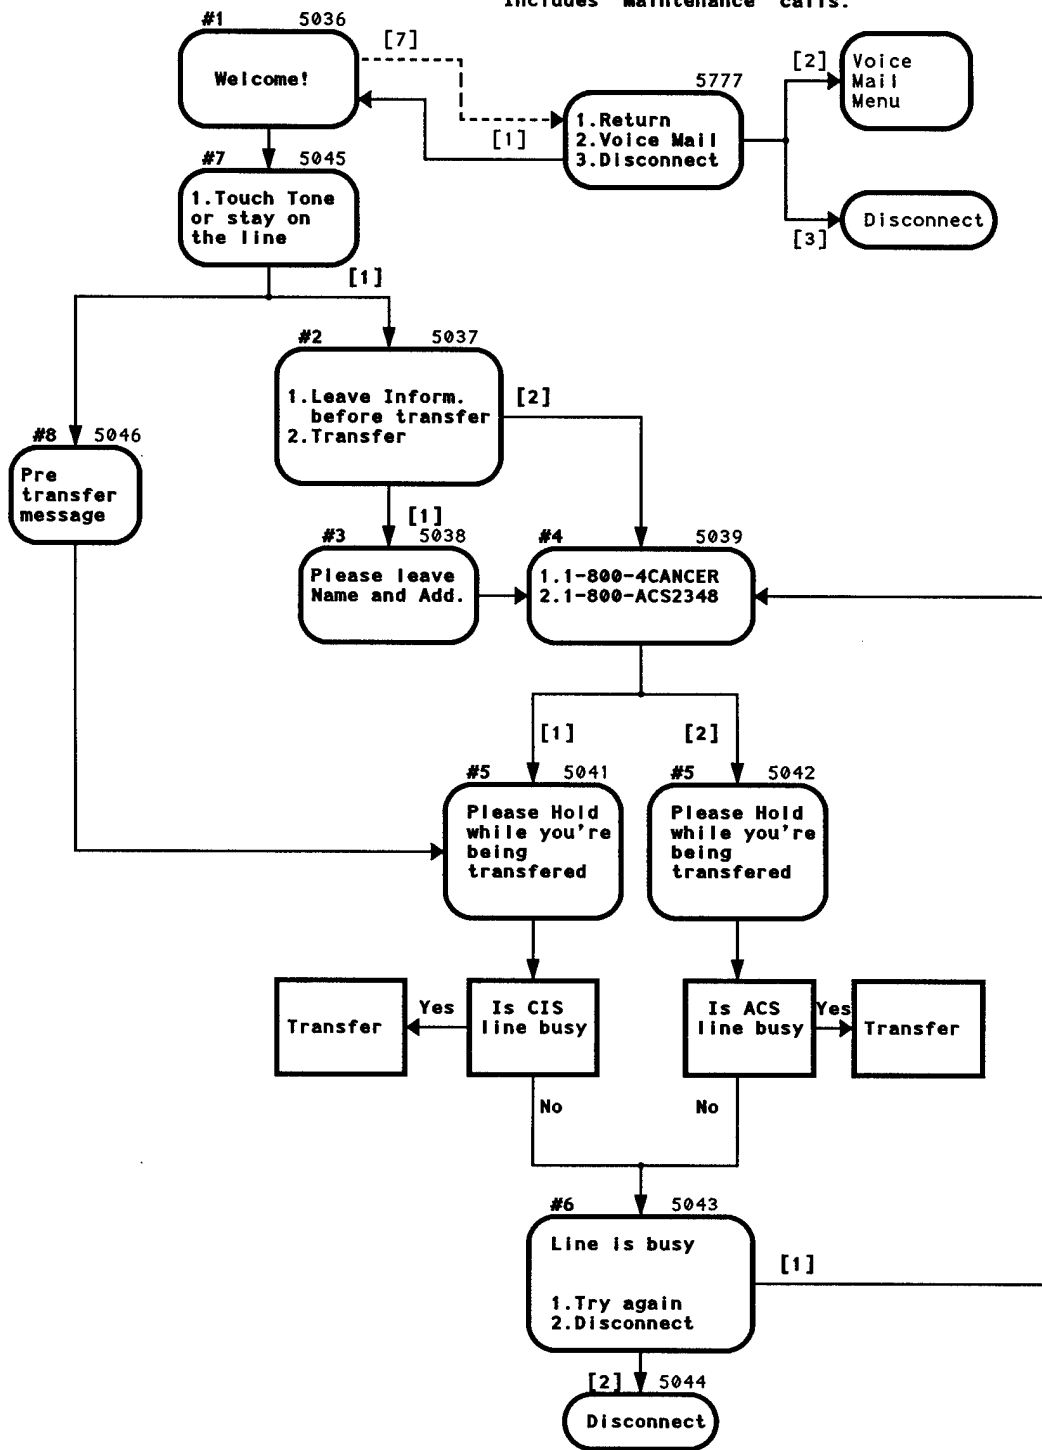 Includes Maintenance calls.
#1 5036
Welcome!
[7]
[1]
5777
1.Return
2.Voice Mail
3.Disconnect
[2]
Voice
Mail
Menu
[3]
Disconnect
#7 5045
1.Touch Tone
or stay on
the line
[1]
#2 5037
1.Leave Inform.
before transfer
2.Transfer
[2]
#8 5046
Pre
transfer
message
[1]
#3 5038
Please leave
Name and Add.
#4 5039
1.1-800-4CANCER
2.1-800-ACS2348
[1]
[2]
#5 5041
Please Hold
while you're
being
transfered
#5 5042
Please Hold
while you're
being
transfered
Transfer
Yes
Is CIS
line busy
Is ACS
line busy
Yes
Transfer
No
No
#6 5043
Line is busy
1.Try again
2.Disconnect
[1]
[2] 5044
Disconnect